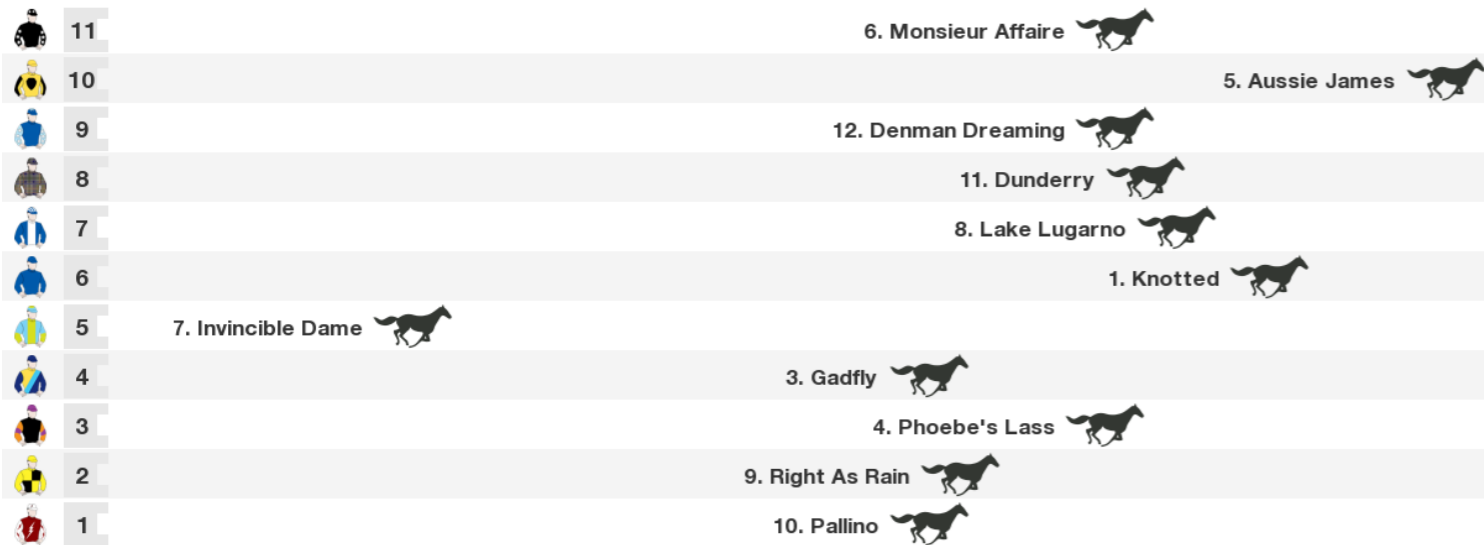 11 6. Monsieur Affaire
10 5. Aussie James
9 12. Denman Dreaming
8 11. Dunderry
7 8. Lake Lugarno
6 1. Knotted
5 7. Invincible Dame
4 3. Gadfly
3 4. Phoebe's Lass
2 9. Right As Rain
1 10. Pallino